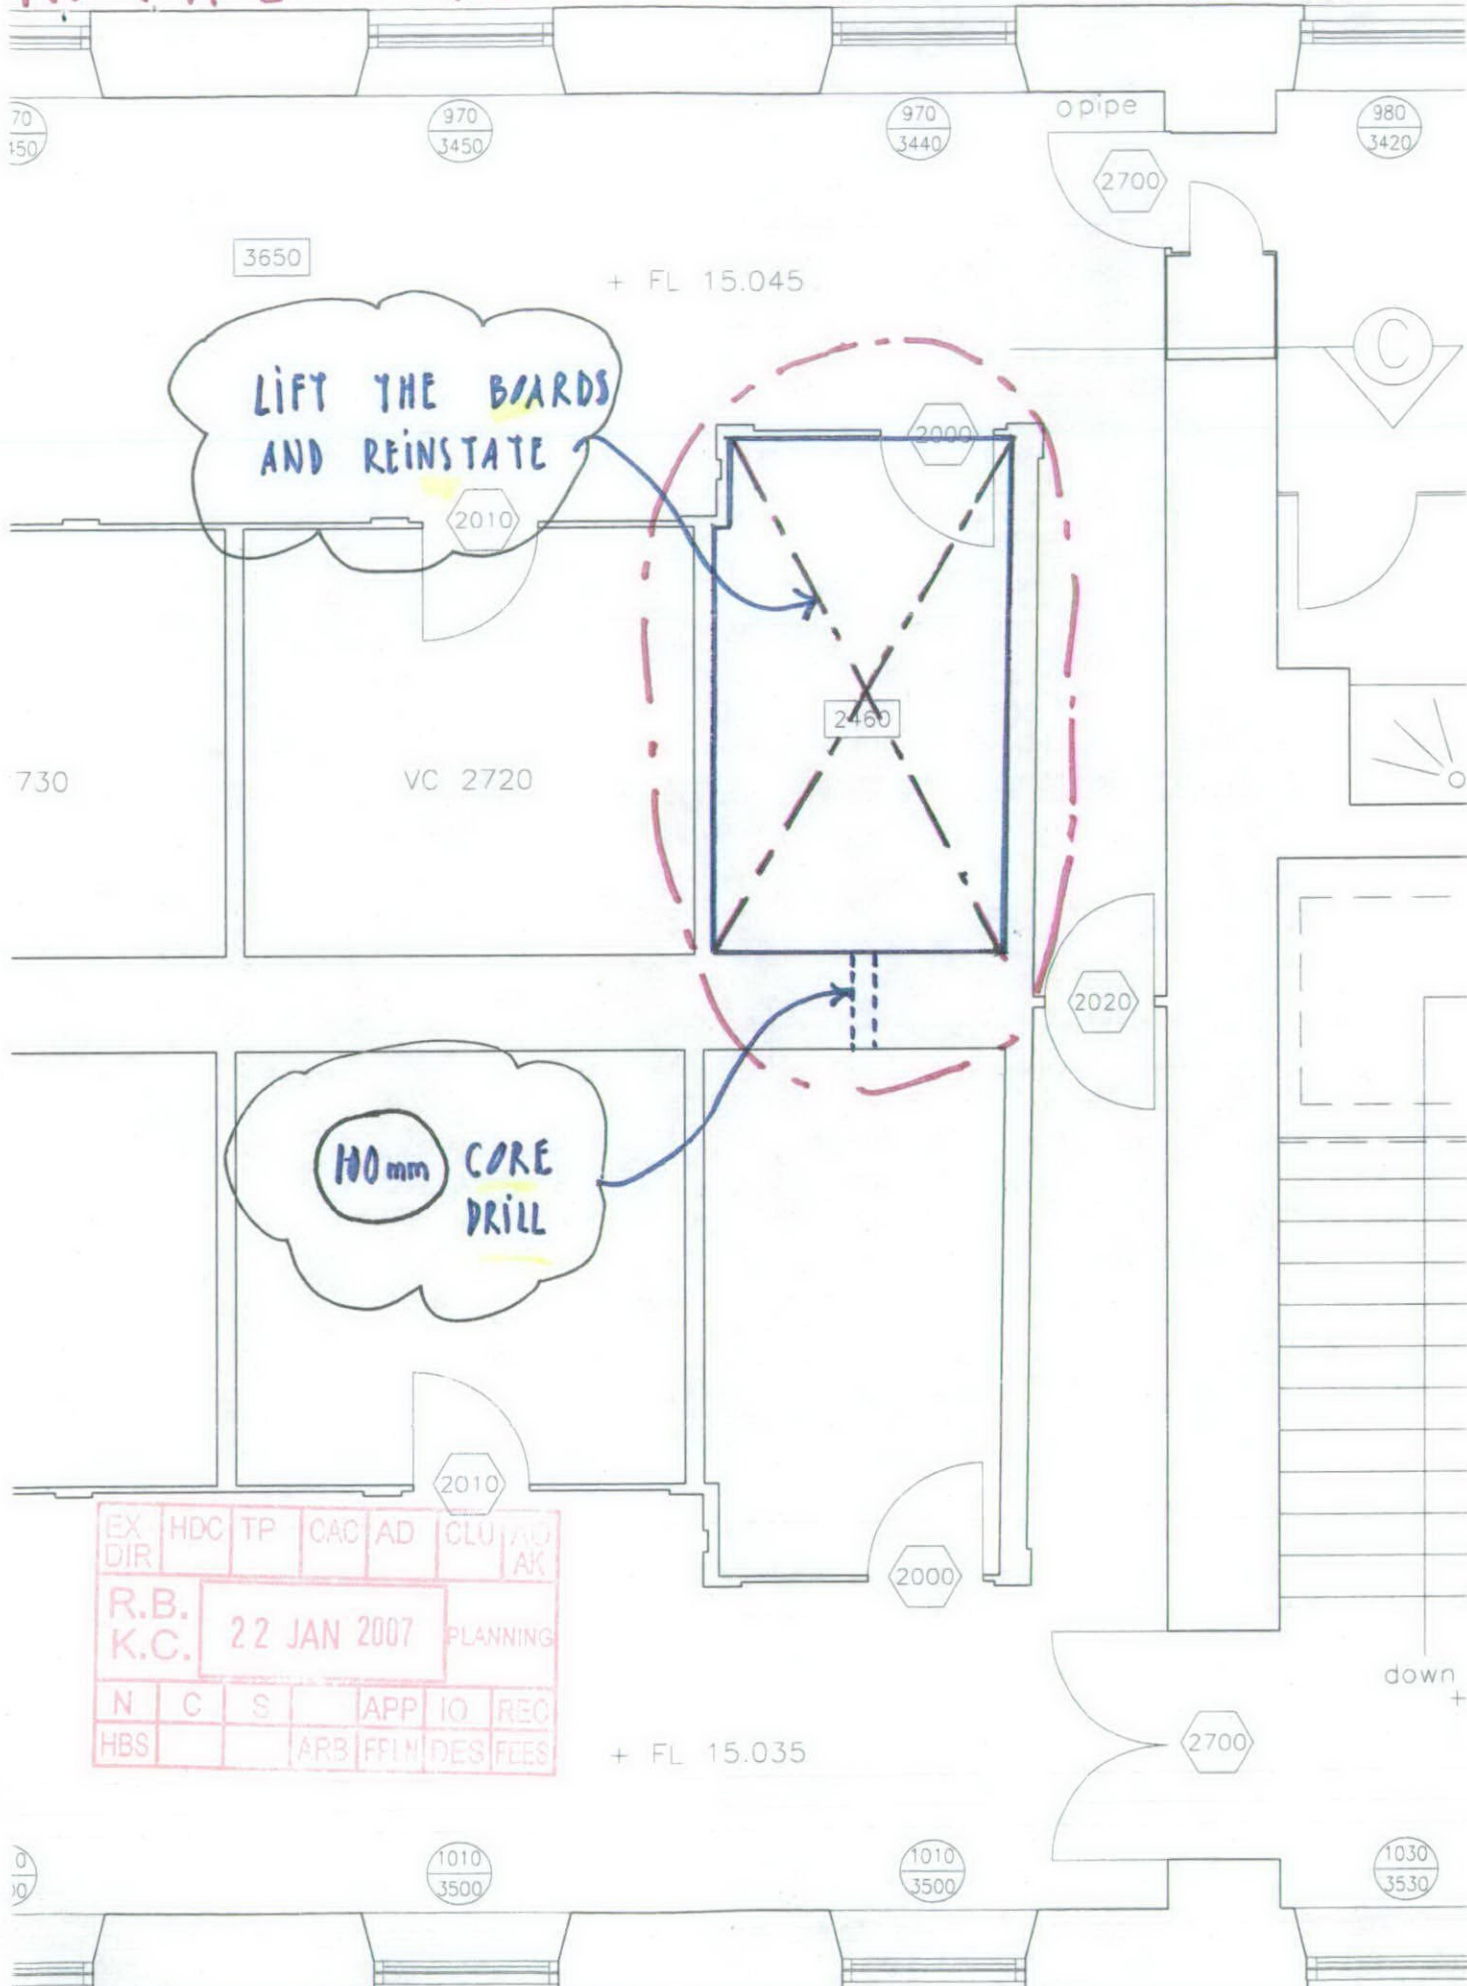 970
3450
970
3440
o pipe
980
3420
2700
3650
+ FL 15.045
C
LIFT THE BOARDS
AND REINSTATE
2000
2010
2460
730
VC 2720
2020
100mm CORE
DRILL
2010
2000
EX DIR HDC TP CAC AD CLU AO AK
R.B.
K.C.
22 JAN 2007
PLANNING
N C S APP IO REC
HBS ARB FPLN DES FEES
+ FL 15.035
down
+
2700
1010
3500
1010
3500
1030
3530